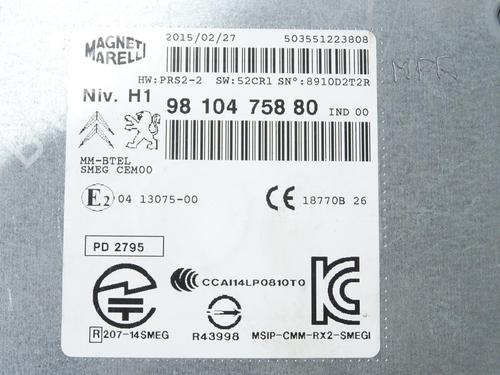 MAGNETI MARELLI
2015/02/27 503551223808
HW:PRS2-2 SW:52CR1 SN°:8910D2T2R
Niv. H1 98 104 758 80 IND 00
MM-BTEL
SMEG CEM00
E2 04 13075-00 CE 18770B 26
PD 2795
CCAI14LP0810T0
R 207-14SMEG R43998 MSIP-CMM-RX2-SMEGI